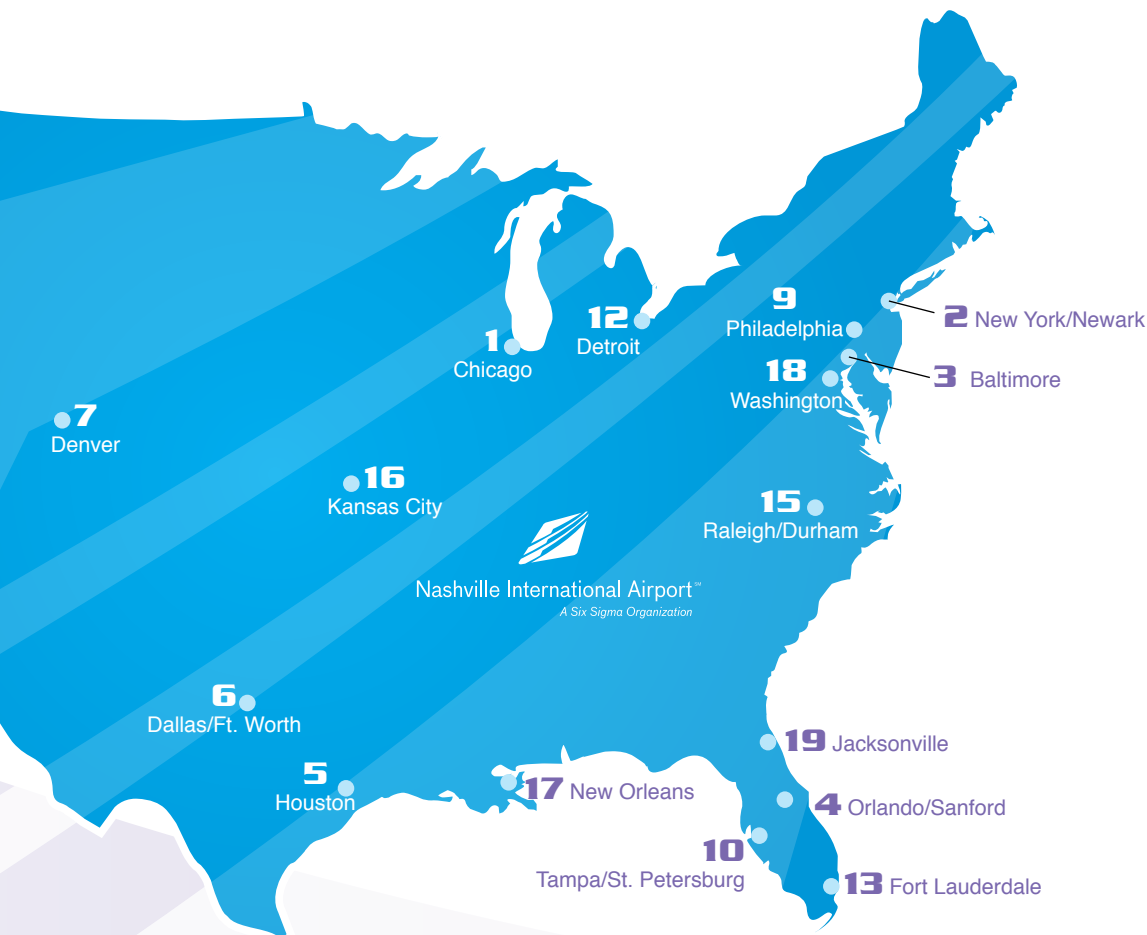 9
Philadelphia
2 New York/Newark
12
Detroit
1
Chicago
18
Washington
3 Baltimore
7
Denver
16
Kansas City
15
Raleigh/Durham
Nashville International Airport℠
A Six Sigma Organization
6
Dallas/Ft. Worth
19 Jacksonville
5
Houston
17 New Orleans
4 Orlando/Sanford
10
Tampa/St. Petersburg
13 Fort Lauderdale